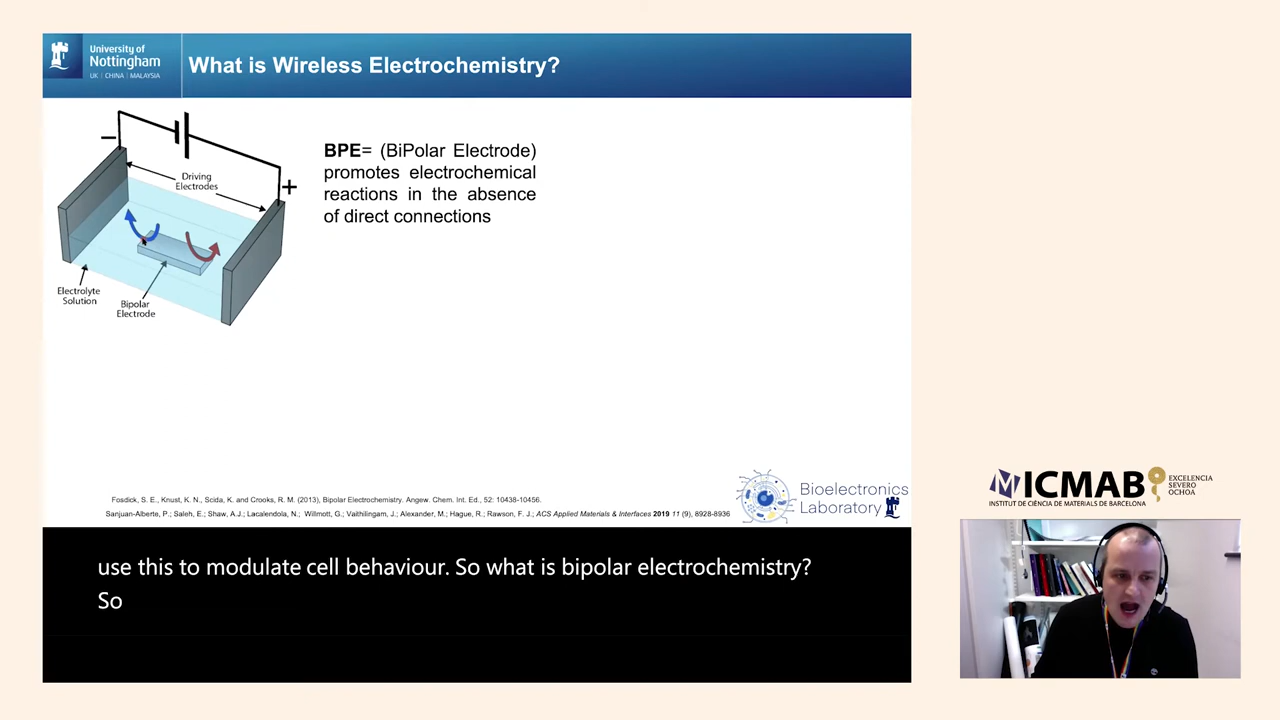 University of
Nottingham
UK | CHINA | MALAYSIA
What is Wireless Electrochemistry?
−
+
Driving
Electrodes
Electrolyte
Solution
Bipolar
Electrode
BPE= (BiPolar Electrode)
promotes electrochemical
reactions in the absence
of direct connections
Fosdick, S. E., Knust, K. N., Scida, K. and Crooks, R. M. (2013), Bipolar Electrochemistry. Angew. Chem. Int. Ed., 52: 10438-10456.
Sanjuan-Alberte, P.; Saleh, E.; Shaw, A.J.; Lacalendola, N.; Willmott, G.; Vaithilingam, J.; Alexander, M.; Hague, R.; Rawson, F. J.; ACS Applied Materials & Interfaces 2019 11 (9), 8928-8936
Bioelectronics
Laboratory
use this to modulate cell behaviour. So what is bipolar electrochemistry?
So
ICMAB
INSTITUT DE CIÈNCIA DE MATERIALS DE BARCELONA
EXCELENCIA
SEVERO
OCHOA